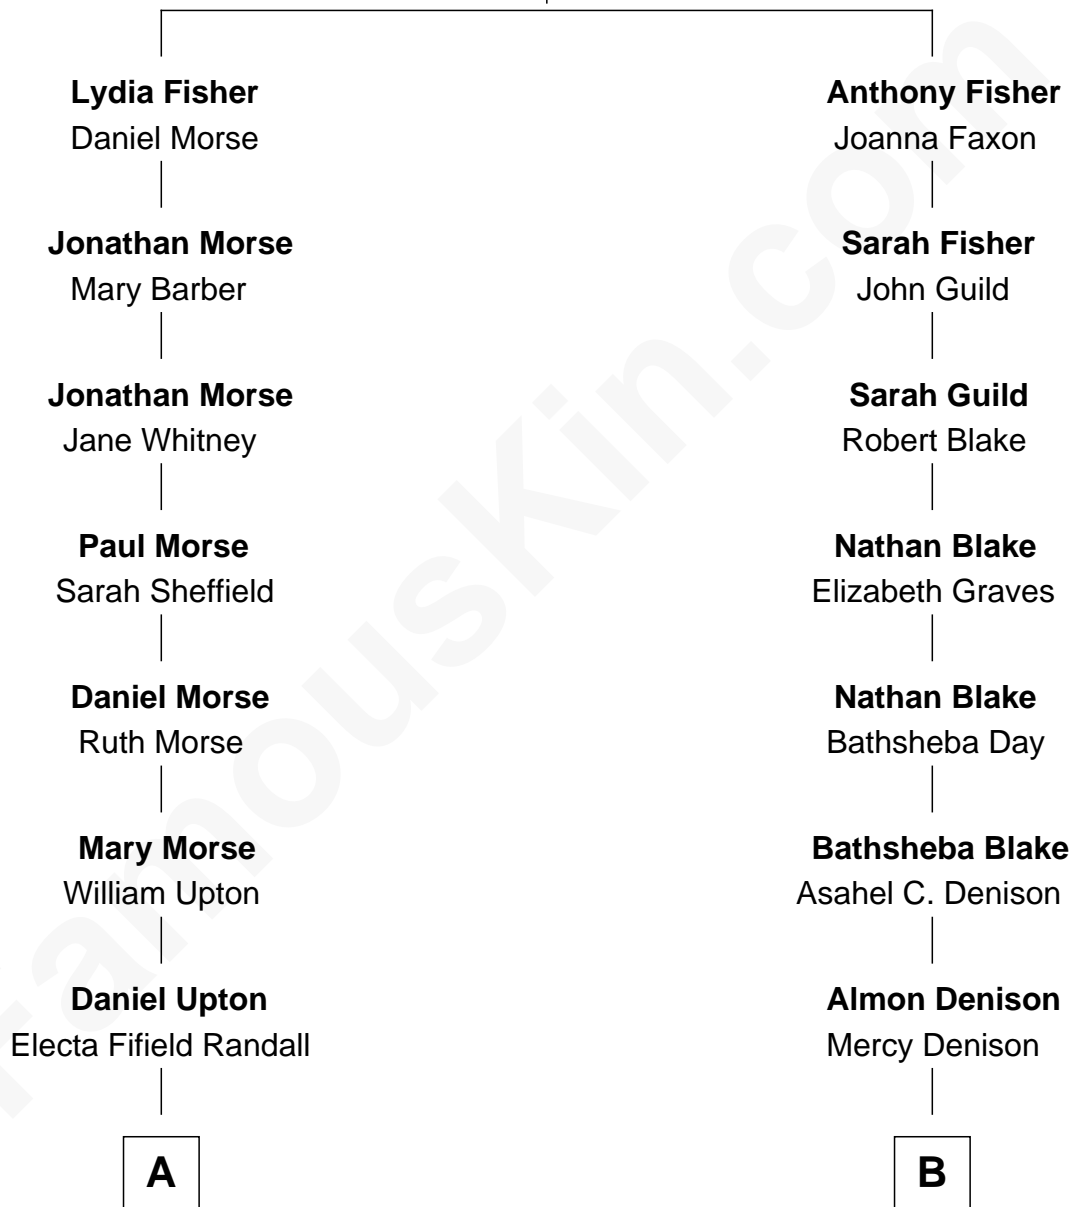 Lydia Fisher
Daniel Morse
Jonathan Morse
Mary Barber
Jonathan Morse
Jane Whitney
Paul Morse
Sarah Sheffield
Daniel Morse
Ruth Morse
Mary Morse
William Upton
Daniel Upton
Electa Fifield Randall
A
Anthony Fisher
Joanna Faxon
Sarah Fisher
John Guild
Sarah Guild
Robert Blake
Nathan Blake
Elizabeth Graves
Nathan Blake
Bathsheba Day
Bathsheba Blake
Asahel C. Denison
Almon Denison
Mercy Denison
B
FamousKin.com